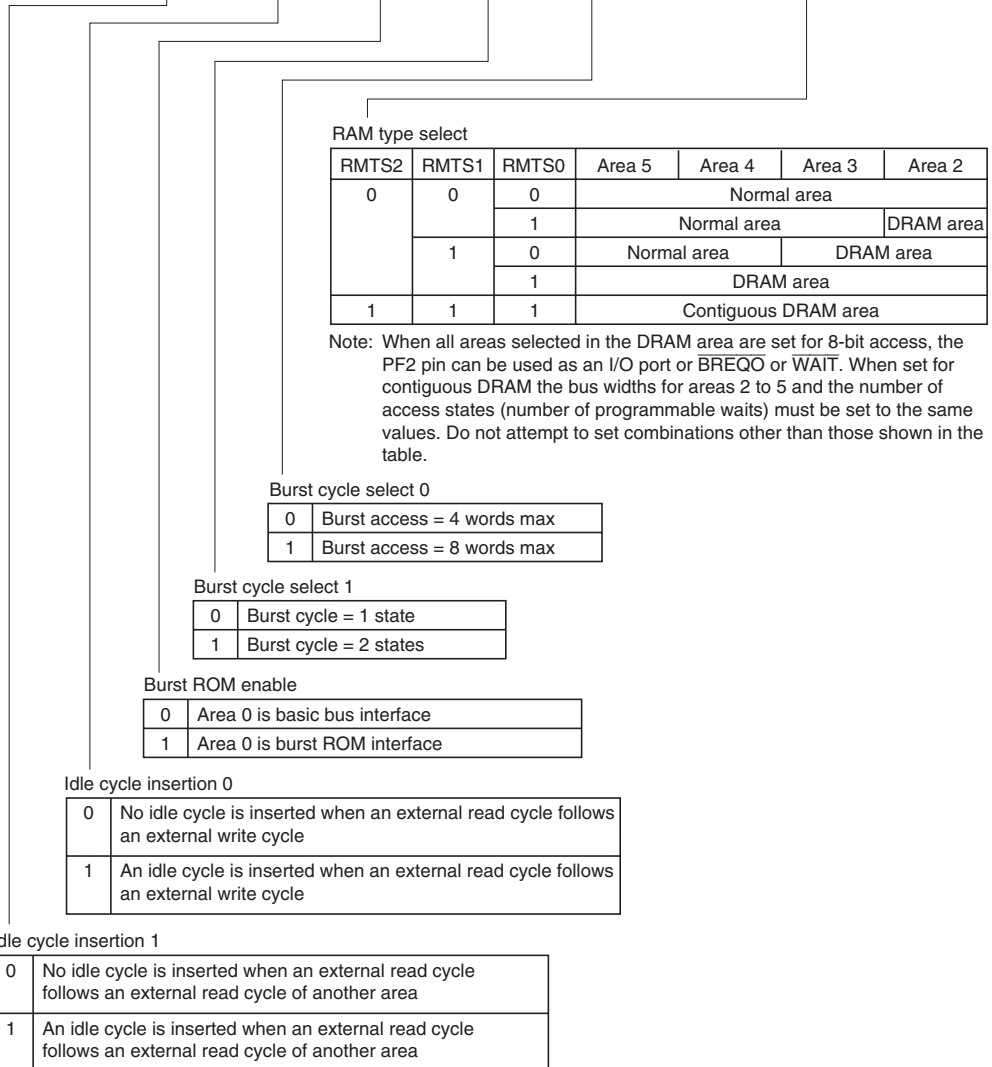 RAM type select
RMTS2 RMTS1 RMTS0 Area 5 Area 4 Area 3 Area 2
0 0 0 Normal area
1 Normal area DRAM area
1 0 Normal area DRAM area
1 DRAM area
1 1 1 Contiguous DRAM area
Note: When all areas selected in the DRAM area are set for 8-bit access, the
PF2 pin can be used as an I/O port or BREQO or WAIT. When set for
contiguous DRAM the bus widths for areas 2 to 5 and the number of
access states (number of programmable waits) must be set to the same
values. Do not attempt to set combinations other than those shown in the
table.
Burst cycle select 0
0 Burst access = 4 words max
1 Burst access = 8 words max
Burst cycle select 1
0 Burst cycle = 1 state
1 Burst cycle = 2 states
Burst ROM enable
0 Area 0 is basic bus interface
1 Area 0 is burst ROM interface
Idle cycle insertion 0
0 No idle cycle is inserted when an external read cycle follows
an external write cycle
1 An idle cycle is inserted when an external read cycle follows
an external write cycle
dle cycle insertion 1
0 No idle cycle is inserted when an external read cycle
follows an external read cycle of another area
1 An idle cycle is inserted when an external read cycle
follows an external read cycle of another area